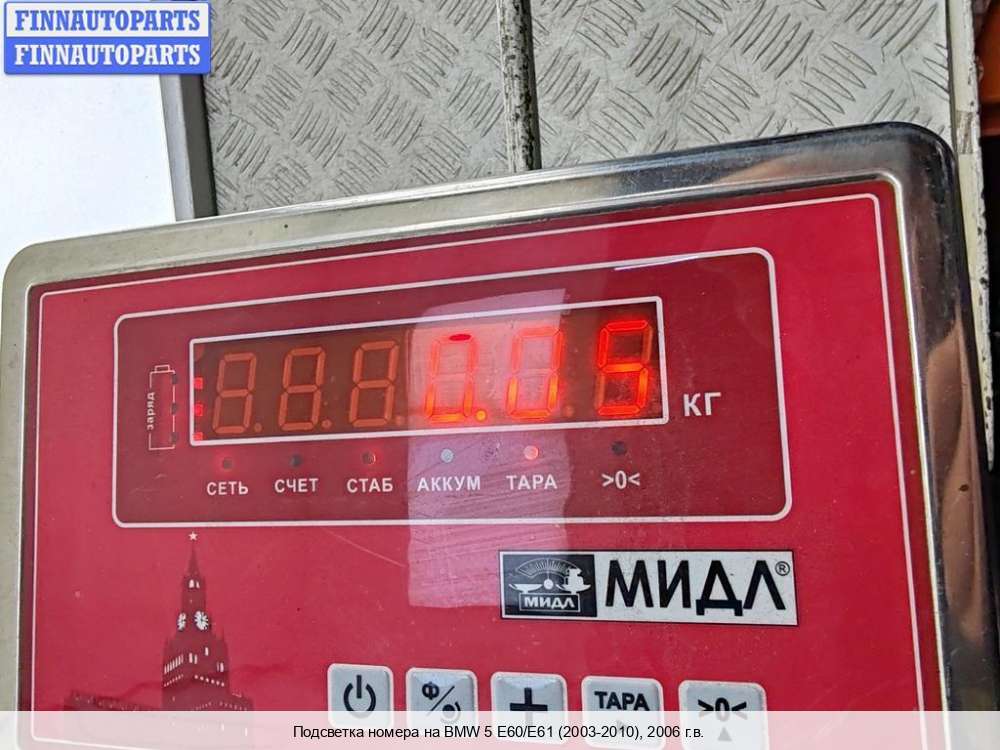 FINNAUTOPARTS
FINNAUTOPARTS
заряд
0.05
КГ
СЕТЬ СЧЕТ СТАБ АККУМ ТАРА >0<
МИДЛ
МИДЛ®
Ф ТАРА >0<
Подсветка номера на BMW 5 E60/E61 (2003-2010), 2006 г.в.